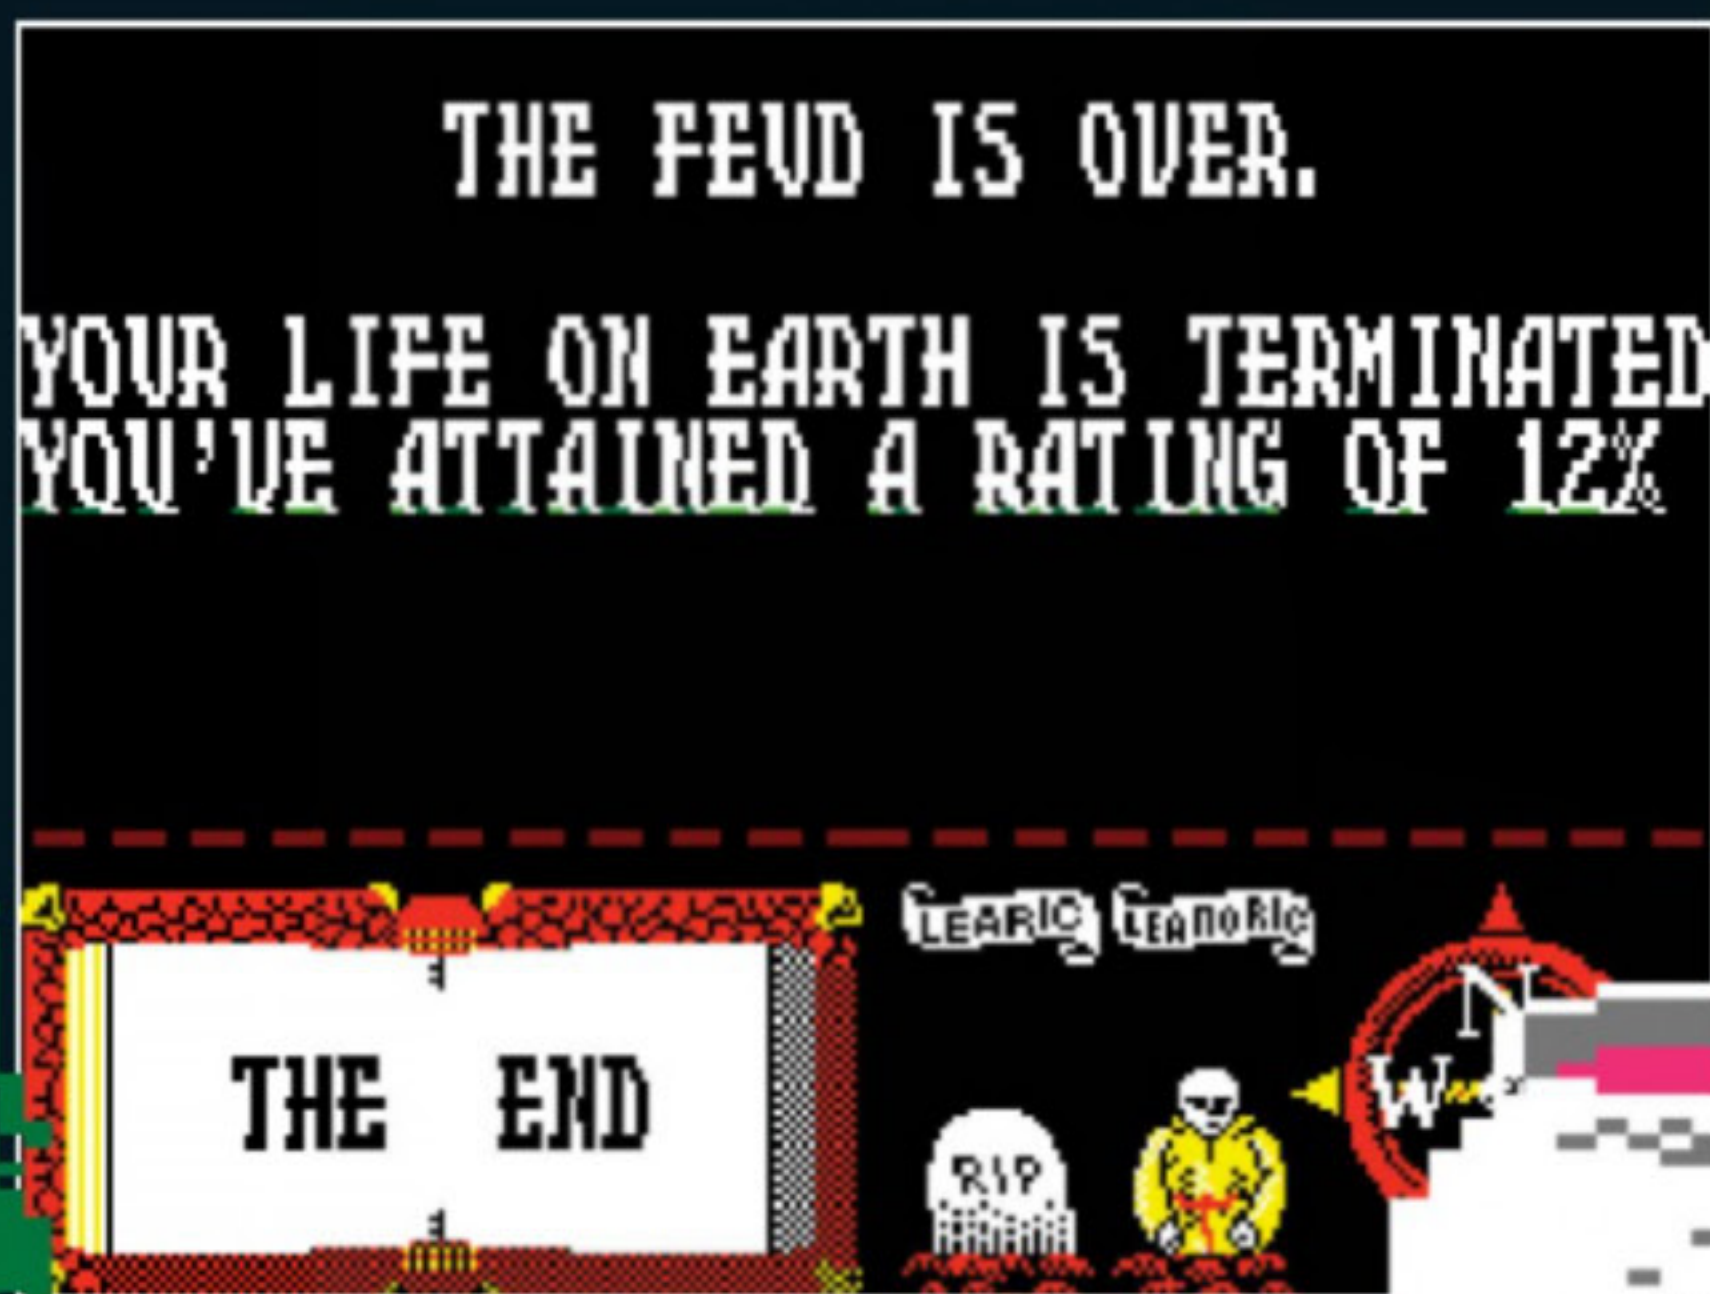 THE FEUD IS OVER.
YOUR LIFE ON EARTH IS TERMINATED
YOU'VE ATTAINED A RATING OF 12%
LEARIC LEANORIC
N
W
THE END
RIP